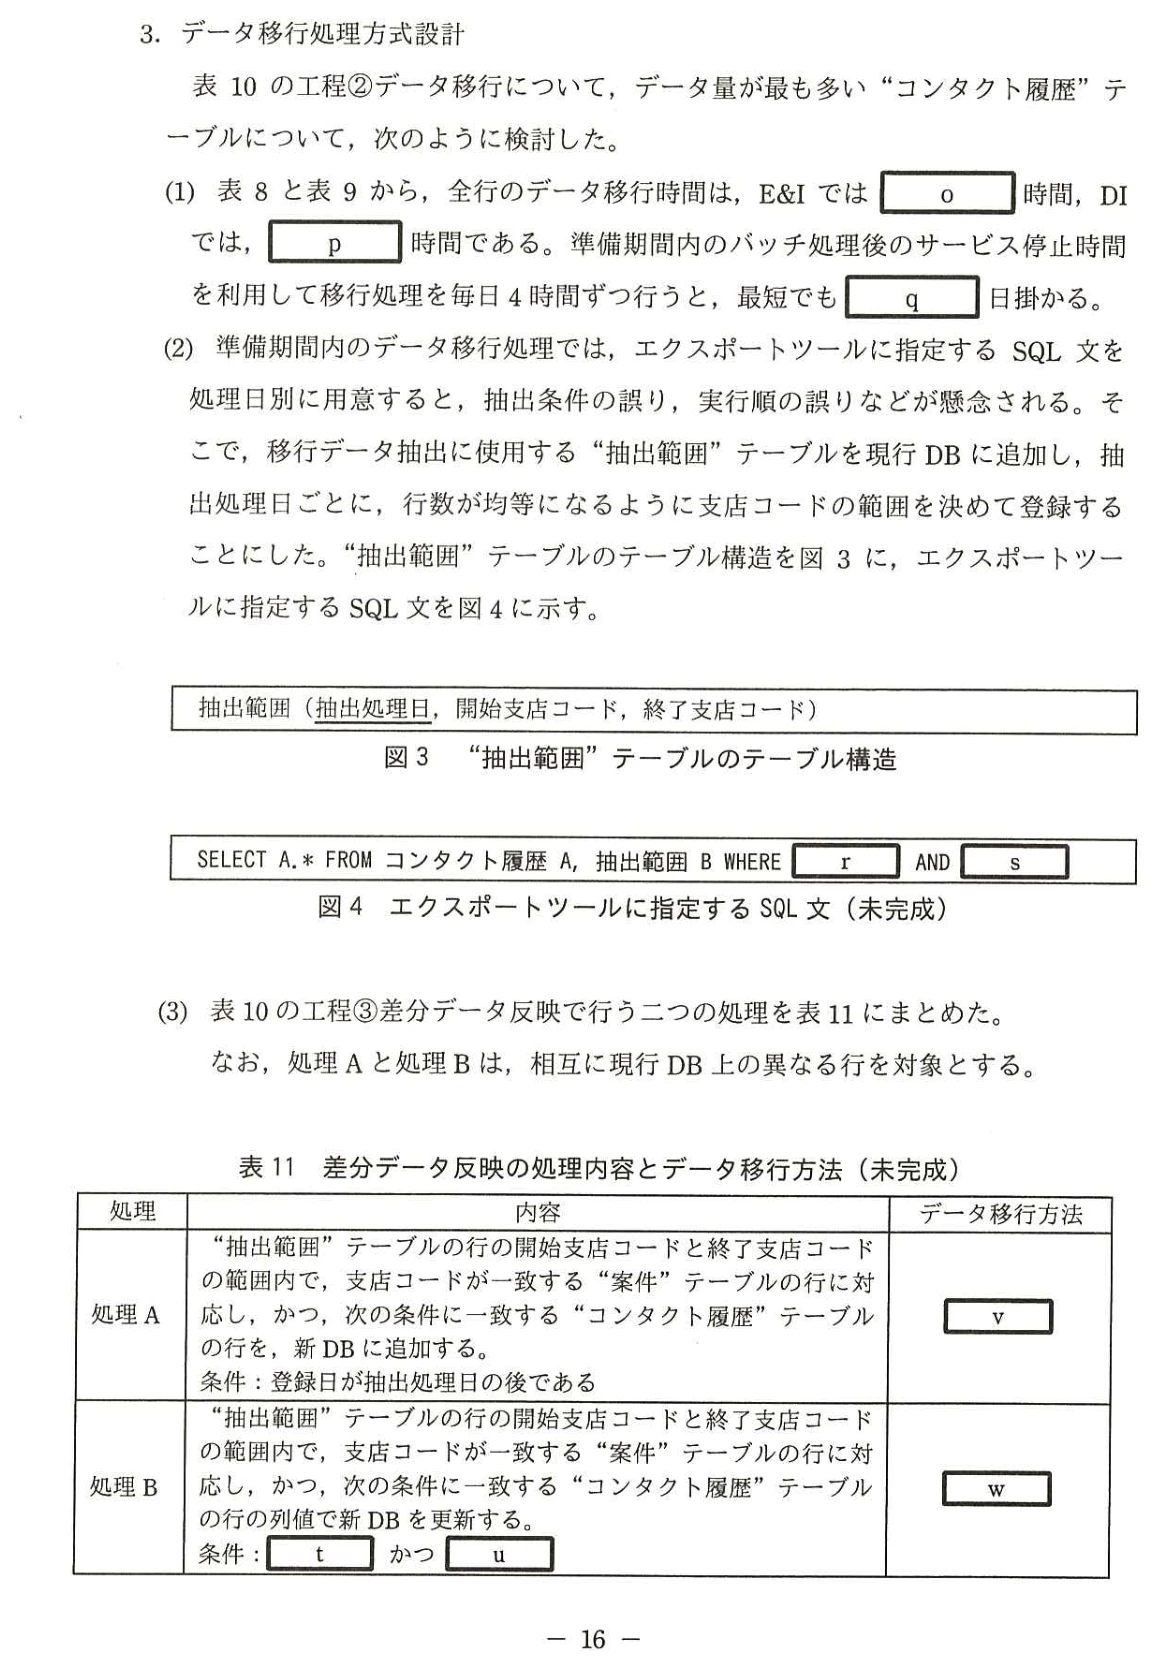 3. データ移行処理方式設計
表 10 の工程②データ移行について，データ量が最も多い“コンタクト履歴”テ
ーブルについて，次のように検討した。
(1) 表 8 と表 9 から，全行のデータ移行時間は，E&I では o 時間，DI
では， p 時間である。準備期間内のバッチ処理後のサービス停止時間
を利用して移行処理を毎日 4 時間ずつ行うと，最短でも q 日掛かる。
(2) 準備期間内のデータ移行処理では，エクスポートツールに指定する SQL 文を
処理日別に用意すると，抽出条件の誤り，実行順の誤りなどが懸念される。そ
こで，移行データ抽出に使用する“抽出範囲”テーブルを現行 DB に追加し，抽
出処理日ごとに，行数が均等になるように支店コードの範囲を決めて登録する
ことにした。“抽出範囲”テーブルのテーブル構造を図 3 に，エクスポートツー
ルに指定する SQL 文を図 4 に示す。
抽出範囲（抽出処理日，開始支店コード，終了支店コード）
図 3 “抽出範囲”テーブルのテーブル構造
SELECT A.* FROM コンタクト履歴 A, 抽出範囲 B WHERE r AND s
図 4 エクスポートツールに指定する SQL 文（未完成）
(3) 表 10 の工程③差分データ反映で行う二つの処理を表 11 にまとめた。
なお，処理 A と処理 B は，相互に現行 DB 上の異なる行を対象とする。
表 11 差分データ反映の処理内容とデータ移行方法（未完成）
処理 内容 データ移行方法
“抽出範囲”テーブルの行の開始支店コードと終了支店コード
の範囲内で，支店コードが一致する“案件”テーブルの行に対
処理 A 応し，かつ，次の条件に一致する“コンタクト履歴”テーブル v
の行を，新 DB に追加する。
条件：登録日が抽出処理日の後である
“抽出範囲”テーブルの行の開始支店コードと終了支店コード
の範囲内で，支店コードが一致する“案件”テーブルの行に対
処理 B 応し，かつ，次の条件に一致する“コンタクト履歴”テーブル w
の行の列値で新 DB を更新する。
条件： t かつ u
－ 16 －